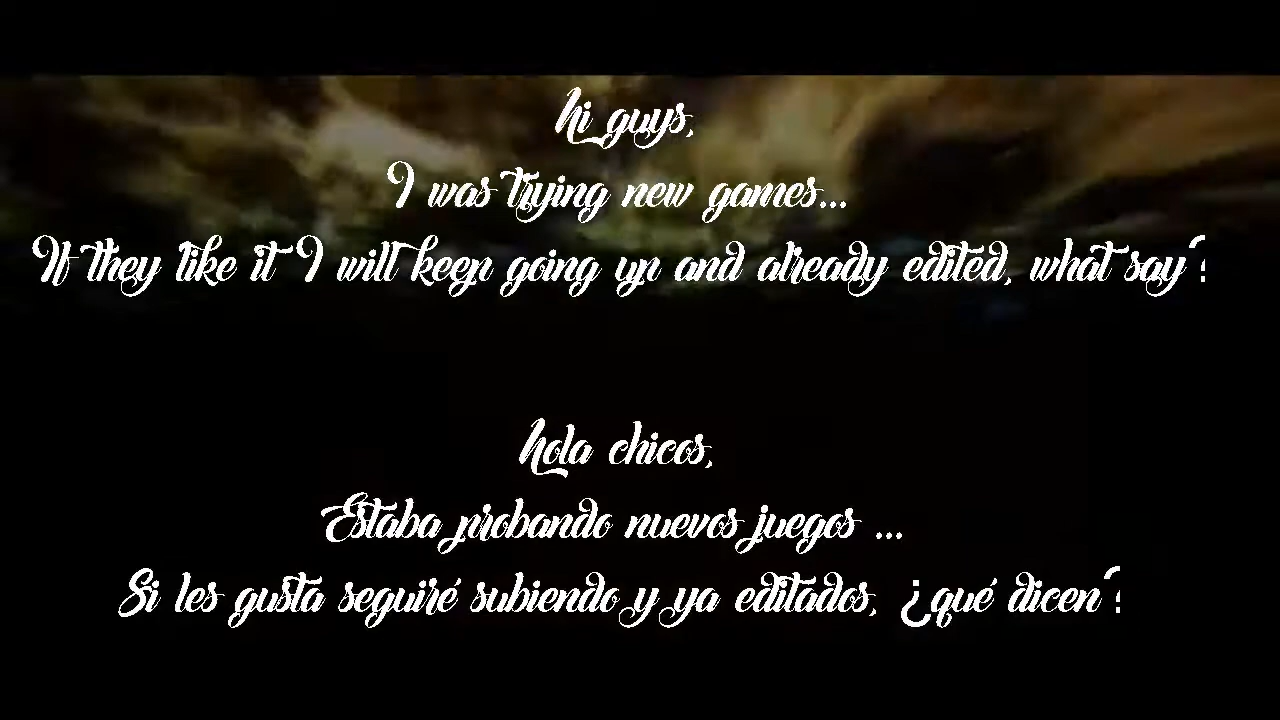 hi guys,
I was trying new games...
If they like it I will keep going up and already edited, what say?
hola chicos,
Estaba probando nuevos juegos ...
Si les gusta seguiré subiendo y ya editados, ¿qué dicen?